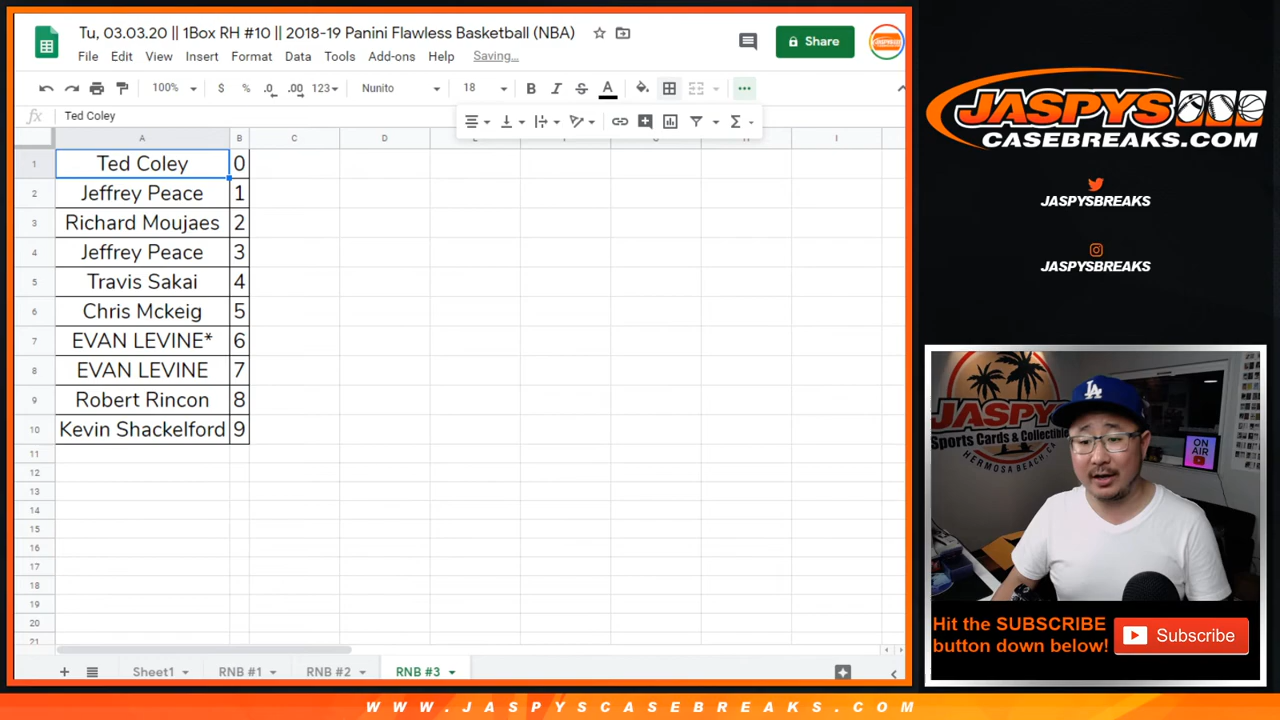 Tu, 03.03.20 || 1Box RH #10 || 2018-19 Panini Flawless Basketball (NBA)
Share
File Edit View Insert Format Data Tools Add-ons Help Saving...
100% $ % .0 .00 123 Nunito 18 B I S A
fx Ted Coley
A B C D I
1 Ted Coley 0
2 Jeffrey Peace 1
3 Richard Moujaes 2
4 Jeffrey Peace 3
5 Travis Sakai 4
6 Chris Mckeig 5
7 EVAN LEVINE* 6
8 EVAN LEVINE 7
9 Robert Rincon 8
10 Kevin Shackelford 9
11
12
13
14
15
16
17
18
19
20
21
Sheet1 RNB #1 RNB #2 RNB #3
JASPYS
CASEBREAKS.COM
JASPYSBREAKS
JASPYSBREAKS
JASPYS
Sports Cards & Collectibles
HERMOSA BEACH, CA
LA
ON
AIR
Hit the SUBSCRIBE
button down below!
Subscribe
WWW.JASPYSCASEBREAKS.COM